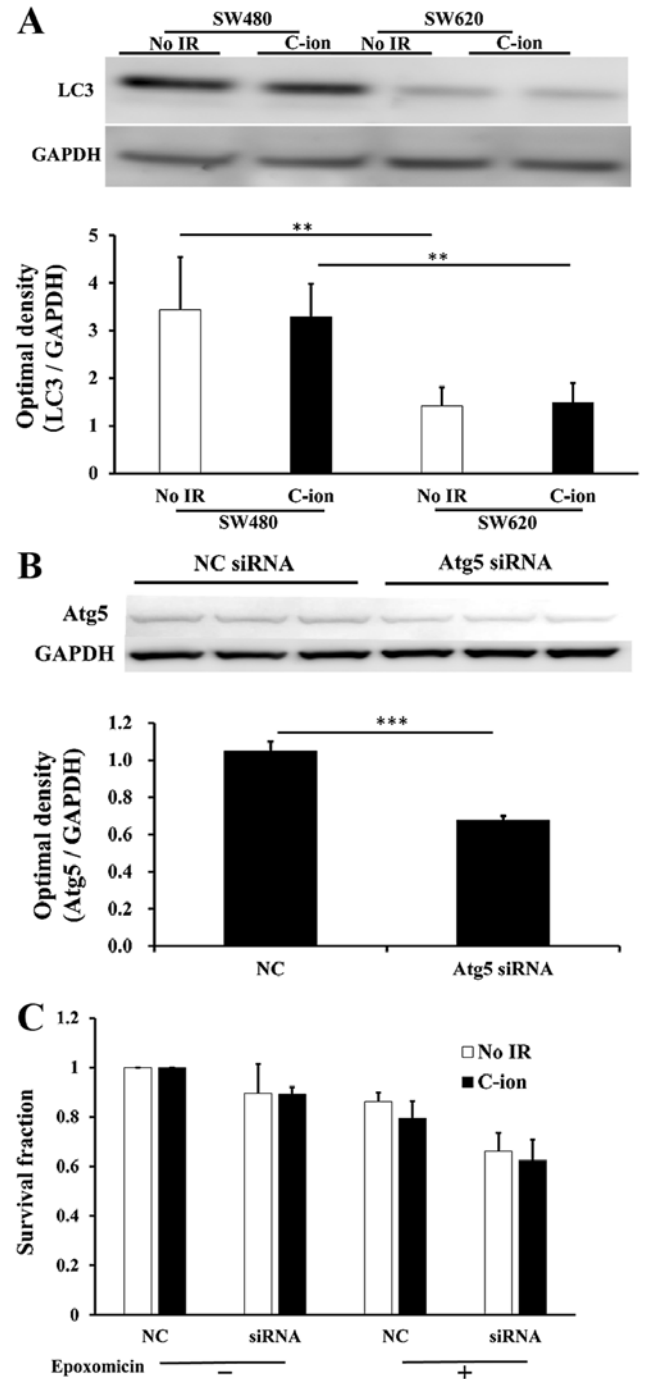 A
SW480 SW620
No IR C-ion No IR C-ion
LC3
GAPDH
Optimal density
(LC3 / GAPDH)
5
4
3
2
1
0
** **
No IR C-ion No IR C-ion
SW480 SW620
B
NC siRNA Atg5 siRNA
Atg5
GAPDH
Optimal density
(Atg5 / GAPDH)
1.2
1.0
0.8
0.6
0.4
0.2
0.0
***
NC Atg5 siRNA
C
Survival fraction
1.2
1
0.8
0.6
0.4
0.2
0
No IR
C-ion
NC siRNA NC siRNA
Epoxomicin − +